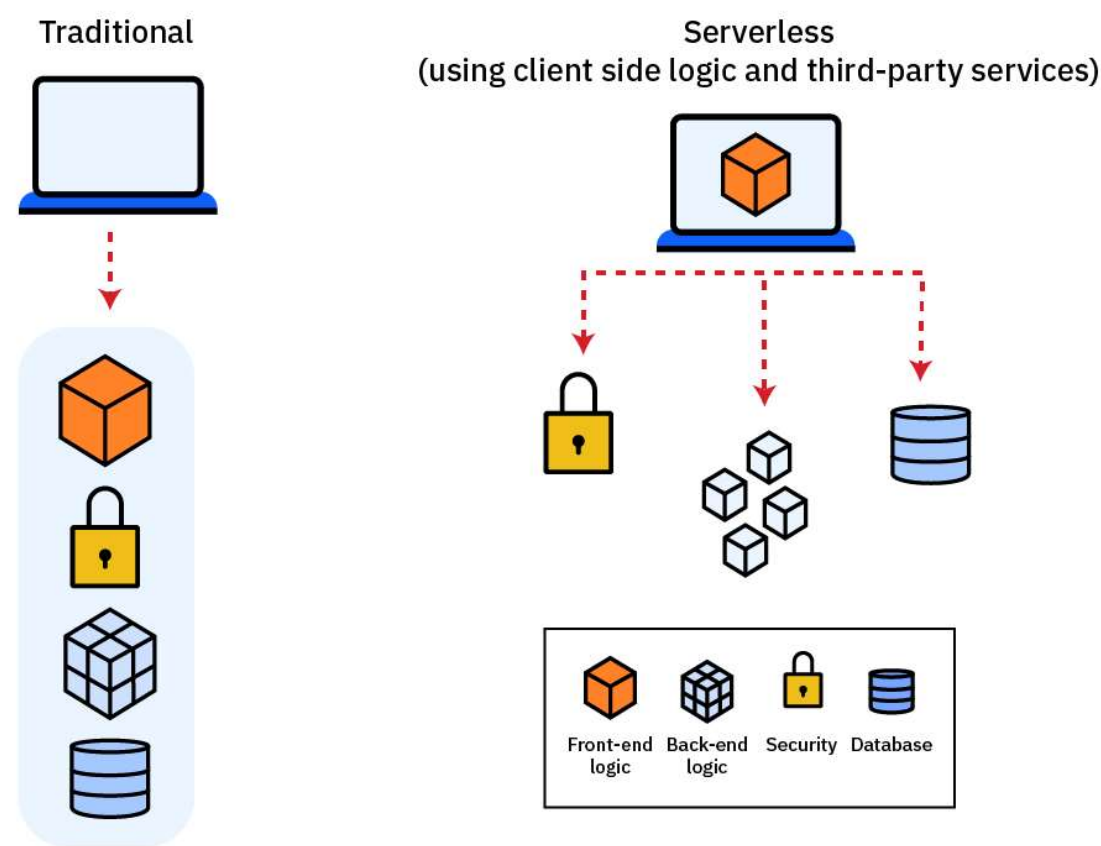 Traditional
Serverless
(using client side logic and third-party services)
Front-end
logic
Back-end
logic
Security
Database